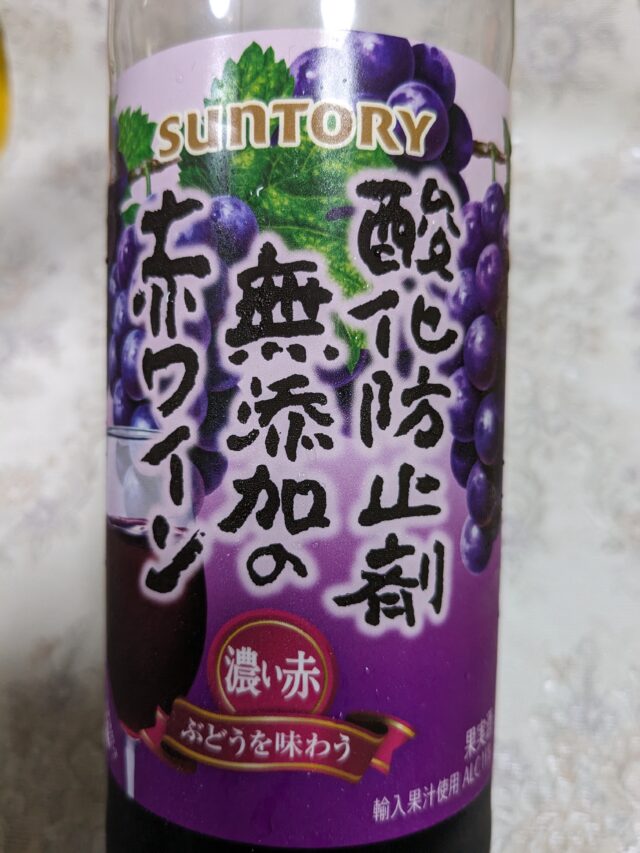 SUNTORY
酸化防止剤
無添加の
赤ワイン
濃い赤
ぶどうを味わう
果実酒
輸入果汁使用 ALC